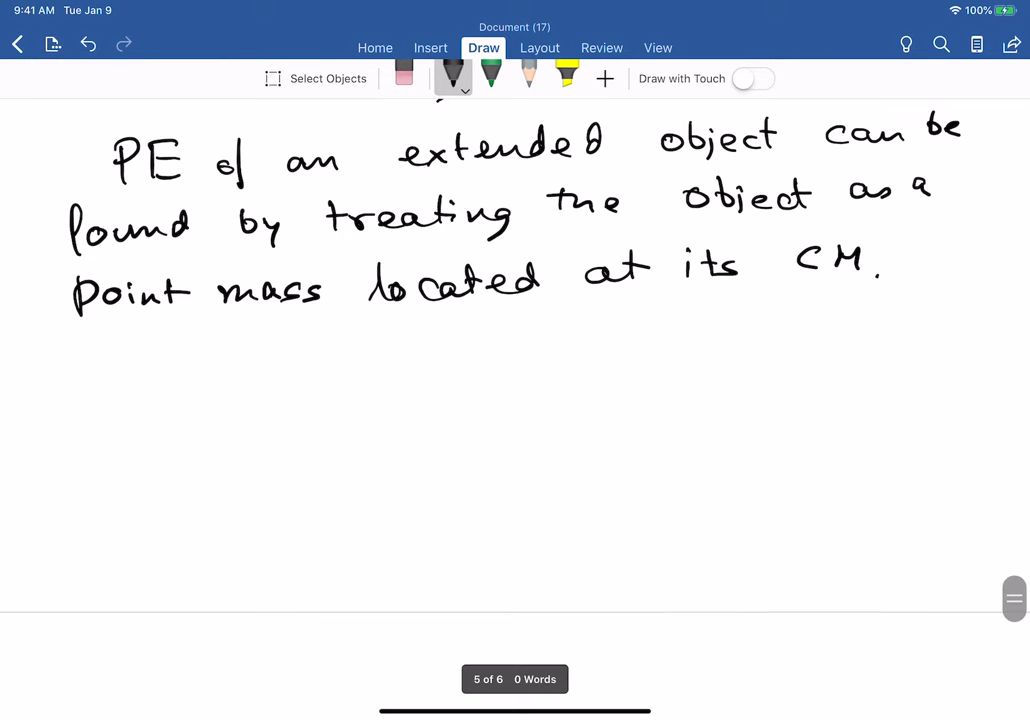 9:41 AM Tue Jan 9 100%
Document (17)
Home Insert Draw Layout Review View
Select Objects Draw with Touch
PE of an extended object can be
found by treating the object as a
point mass located at its CM.
5 of 6 0 Words